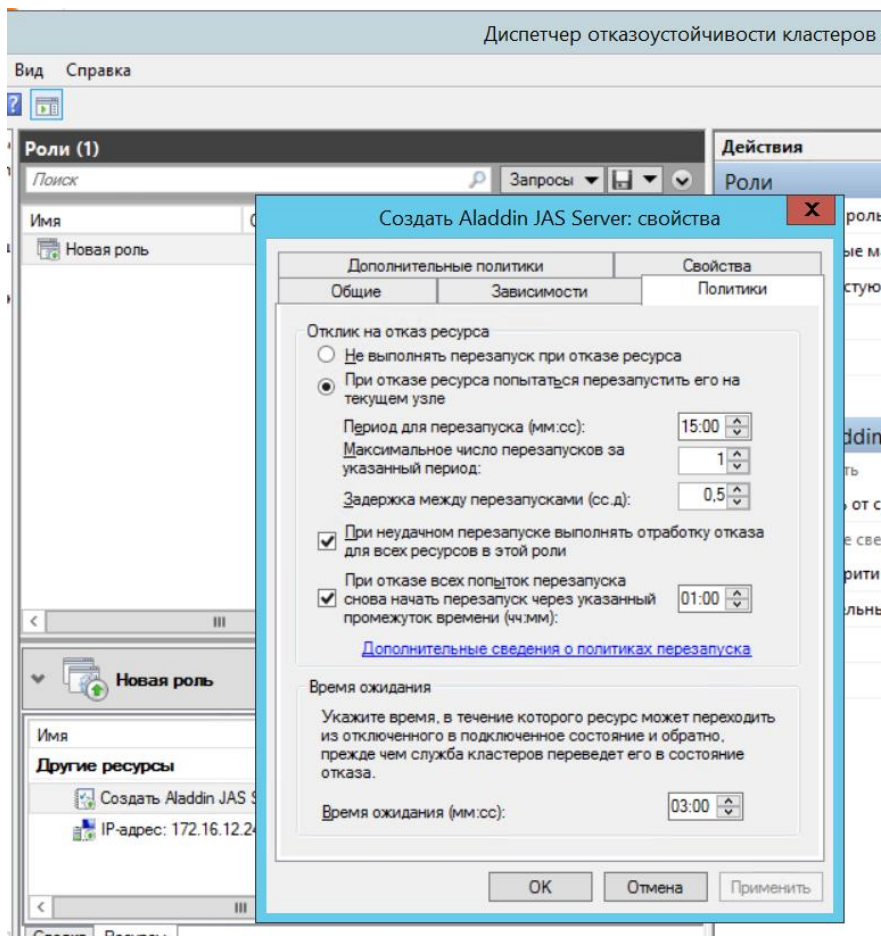 Диспетчер отказоустойчивости кластеров
Вид Справка
?
Роли (1)
Поиск
Запросы
Имя
Новая роль
Действия
Роли
Создать Aladdin JAS Server: свойства
X
Дополнительные политики
Свойства
Общие
Зависимости
Политики
Отклик на отказ ресурса
Не выполнять перезапуск при отказе ресурса
При отказе ресурса попытаться перезапустить его на
текущем узле
Период для перезапуска (мм:сс):
15:00
Максимальное число перезапусков за
указанный период:
1
Задержка между перезапусками (сс.д):
0,5
При неудачном перезапуске выполнять отработку отказа
для всех ресурсов в этой роли
При отказе всех попыток перезапуска
снова начать перезапуск через указанный
промежуток времени (чч:мм):
01:00
Дополнительные сведения о политиках перезапуска
Время ожидания
Укажите время, в течение которого ресурс может переходить
из отключенного в подключенное состояние и обратно,
прежде чем служба кластеров переведет его в состояние
отказа.
Время ожидания (мм:сс):
03:00
OK
Отмена
Применить
Новая роль
Имя
Другие ресурсы
Создать Aladdin JAS S
IP-адрес: 172.16.12.24